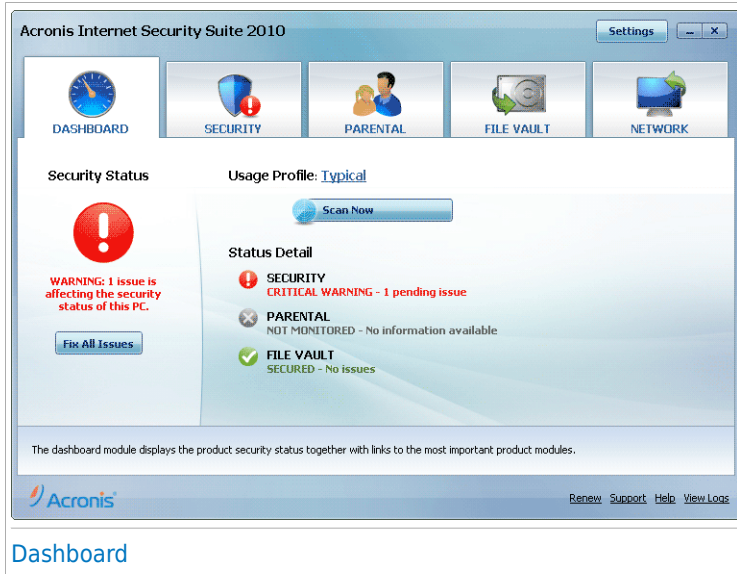 Acronis Internet Security Suite 2010
Settings
DASHBOARD
SECURITY
PARENTAL
FILE VAULT
NETWORK
Security Status
WARNING: 1 issue is
affecting the security
status of this PC.
Fix All Issues
Usage Profile: Typical
Scan Now
Status Detail
SECURITY
CRITICAL WARNING - 1 pending issue
PARENTAL
NOT MONITORED - No information available
FILE VAULT
SECURED - No issues
The dashboard module displays the product security status together with links to the most important product modules.
Acronis
Renew Support Help View Logs
Dashboard